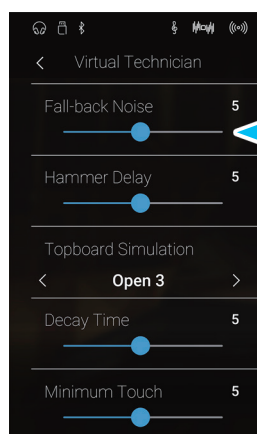 Virtual Technician
Fall-back Noise 5
Hammer Delay 5
Topboard Simulation
Open 3
Decay Time 5
Minimum Touch 5